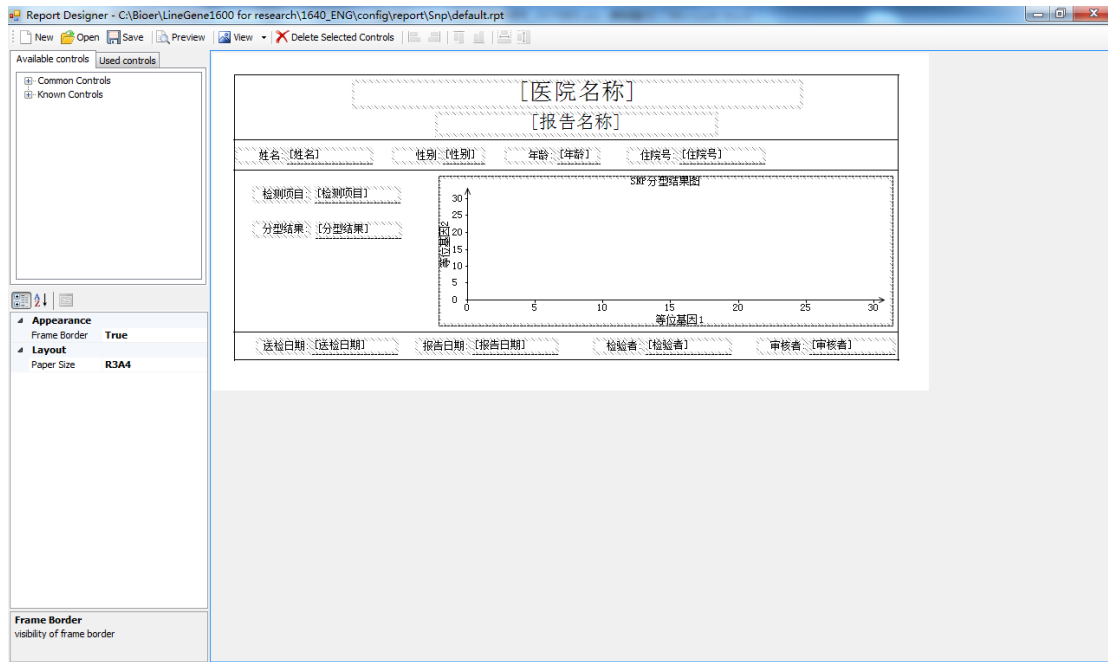 Report Designer - C:\Bioer\LineGene1600 for research\1640_ENG\config\report\Snp\default.rpt
New Open Save Preview View Delete Selected Controls
Available controls Used controls
Common Controls
Known Controls
Appearance
Frame Border True
Layout
Paper Size R3A4
Frame Border
visibility of frame border
[医院名称]
[报告名称]
姓名: [姓名] 性别: [性别] 年龄: [年龄] 住院号: [住院号]
检测项目: [检测项目]
分型结果: [分型结果]
SNP分型结果图
等位基因2
30
25
20
15
10
5
0
0 5 10 15 20 25 30
等位基因1
送检日期: [送检日期] 报告日期: [报告日期] 检验者: [检验者] 审核者: [审核者]